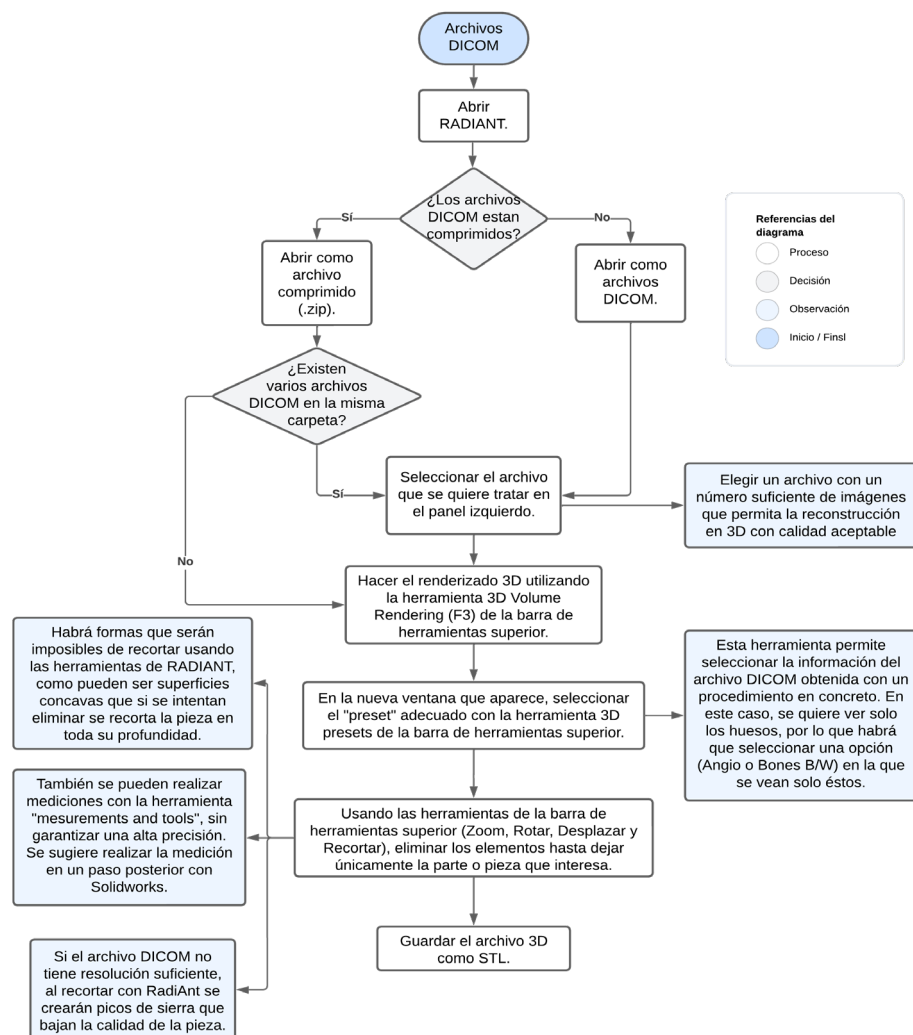 Archivos
DICOM
Abrir
RADIANT.
¿Los archivos
DICOM estan
comprimidos?
Sí
No
Abrir como
archivo
comprimido
(.zip).
Abrir como
archivos
DICOM.
Referencias del
diagrama
Proceso
Decisión
Observación
Inicio / Finsl
¿Existen
varios archivos
DICOM en la misma
carpeta?
Sí
No
Seleccionar el archivo
que se quiere tratar en
el panel izquierdo.
Elegir un archivo con un
número suficiente de imágenes
que permita la reconstrucción
en 3D con calidad aceptable
Hacer el renderizado 3D utilizando
la herramienta 3D Volume
Rendering (F3) de la barra de
herramientas superior.
Habrá formas que serán
imposibles de recortar usando
las herramientas de RADIANT,
como pueden ser superficies
concavas que si se intentan
eliminar se recorta la pieza en
toda su profundidad.
En la nueva ventana que aparece, seleccionar
el "preset" adecuado con la herramienta 3D
presets de la barra de herramientas superior.
Esta herramienta permite
seleccionar la información del
archivo DICOM obtenida con un
procedimiento en concreto. En
este caso, se quiere ver solo
los huesos, por lo que habrá
que seleccionar una opción
(Angio o Bones B/W) en la que
se vean solo éstos.
También se pueden realizar
mediciones con la herramienta
"mesurements and tools", sin
garantizar una alta precisión.
Se sugiere realizar la medición
en un paso posterior con
Solidworks.
Usando las herramientas de la barra de
herramientas superior (Zoom, Rotar, Desplazar y
Recortar), eliminar los elementos hasta dejar
únicamente la parte o pieza que interesa.
Guardar el archivo 3D
como STL.
Si el archivo DICOM no
tiene resolución suficiente,
al recortar con RadiAnt se
crearán picos de sierra que
bajan la calidad de la pieza.